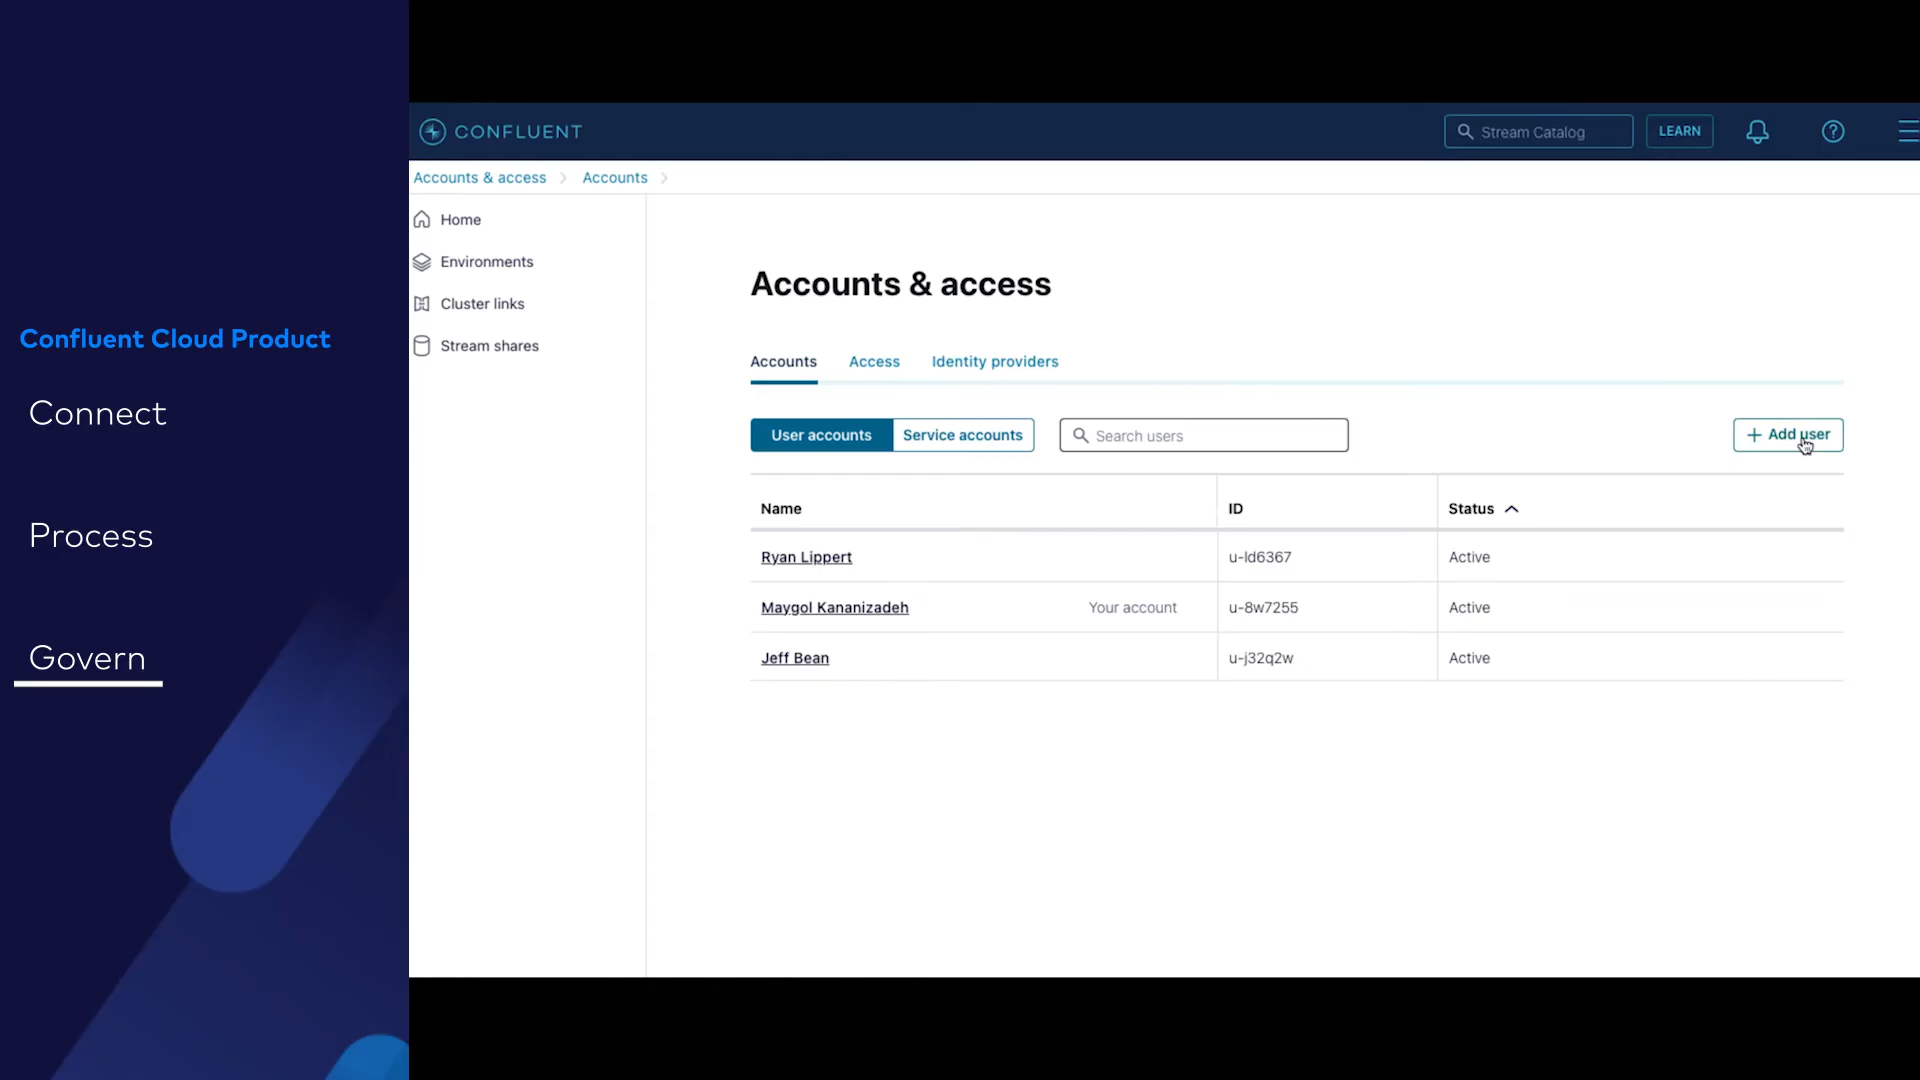 Confluent Cloud Product
Connect
Process
Govern
CONFLUENT
Stream Catalog
LEARN
?
Accounts & access
Accounts
Home
Environments
Cluster links
Stream shares
Accounts & access
Accounts
Access
Identity providers
User accounts
Service accounts
Search users
+ Add user
Name
ID
Status
Ryan Lippert
u-ld6367
Active
Maygol Kananizadeh
Your account
u-8w7255
Active
Jeff Bean
u-j32q2w
Active